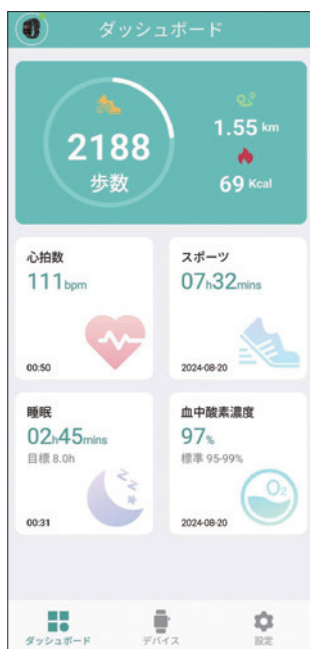 ダッシュボード
2188
歩数
1.55 km
69 Kcal
心拍数
111bpm
00:50
スポーツ
07h32mins
2024-08-20
睡眠
02h45mins
目標 8.0h
00:31
血中酸素濃度
97%
標準 95-99%
O2
2024-08-20
ダッシュボード
デバイス
設定